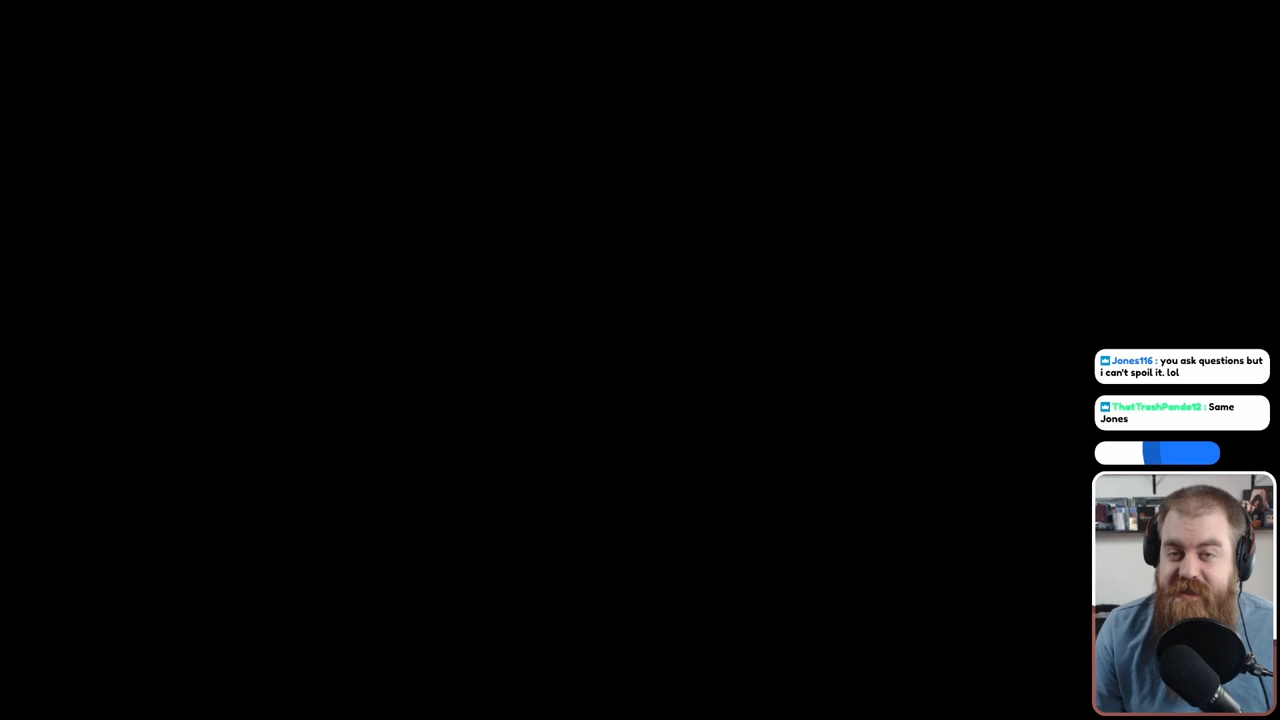 Jones116 : you ask questions but
i can't spoil it. lol
ThatTrashPanda12 : Same
Jones